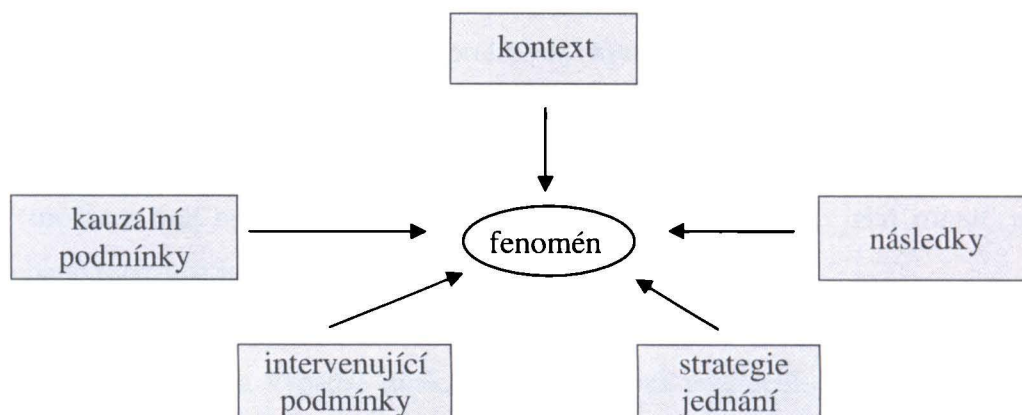 kontext
kauzální
podmínky
fenomén
následky
intervenující
podmínky
strategie
jednání